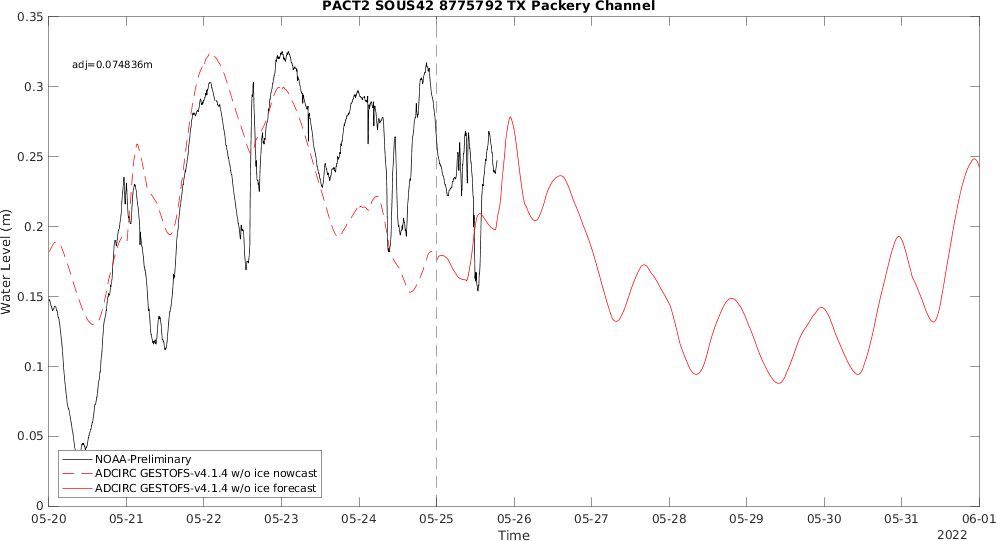 PACT2 SOUS42 8775792 TX Packery Channel
adj=0.074836m
Water Level (m)
0.35
0.3
0.25
0.2
0.15
0.1
0.05
0
NOAA-Preliminary
ADCIRC GESTOFS-v4.1.4 w/o ice nowcast
ADCIRC GESTOFS-v4.1.4 w/o ice forecast
05-20 05-21 05-22 05-23 05-24 05-25 05-26 05-27 05-28 05-29 05-30 05-31 06-01
Time
2022